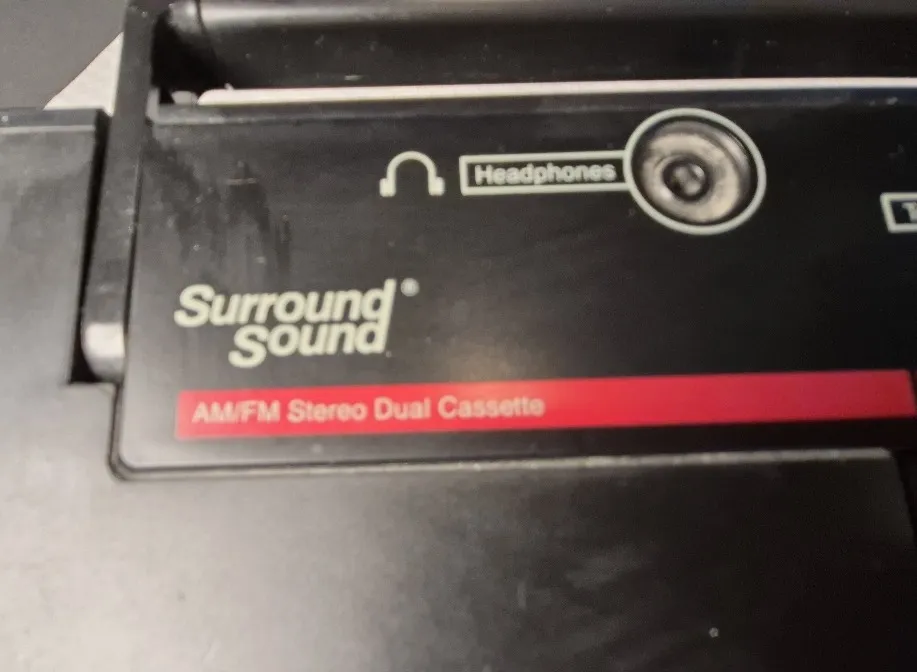 Headphones
Surround®
Sound
AM/FM Stereo Dual Cassette